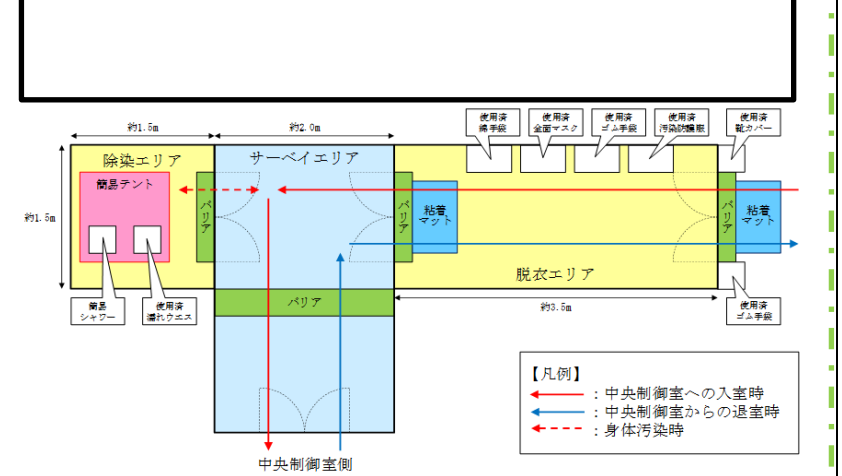 使用済
綿手袋
使用済
全面マスク
使用済
ゴム手袋
使用済
汚染防護服
使用済
靴カバー
約1.5m
約2.0m
除染エリア
サーベイエリア
簡易テント
バリア
バリア
粘着
マット
バリア
粘着
マット
約1.5m
脱衣エリア
簡易
シャワー
使用済
濡れウエス
バリア
約3.5m
使用済
ゴム手袋
【凡例】
：中央制御室への入室時
：中央制御室からの退室時
：身体汚染時
中央制御室側